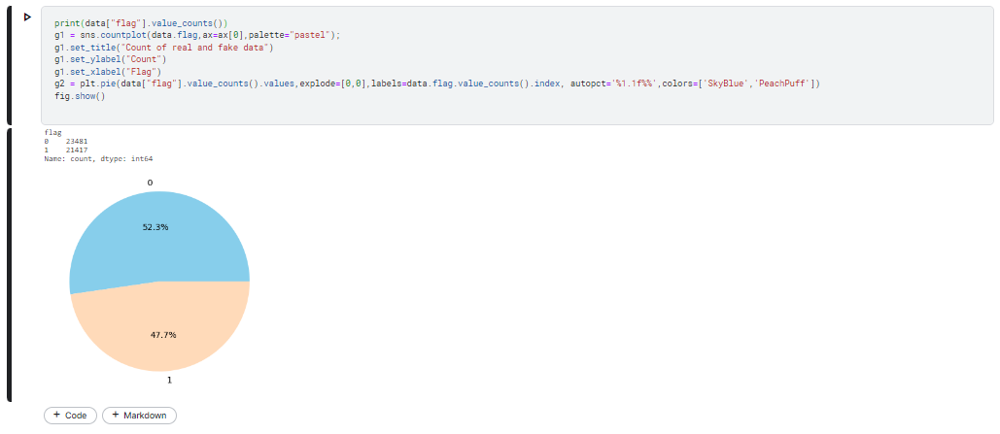 print(data["flag"].value_counts())
g1 = sns.countplot(data.flag,ax=ax[0],palette="pastel");
g1.set_title("Count of real and fake data")
g1.set_ylabel("Count")
g1.set_xlabel("Flag")
g2 = plt.pie(data["flag"].value_counts().values,explode=[0,0],labels=data.flag.value_counts().index, autopct='%1.1f%%',colors=['SkyBlue','PeachPuff'])
fig.show()
flag
0    23481
1    21417
Name: count, dtype: int64
0
52.3%
47.7%
1
+ Code
+ Markdown